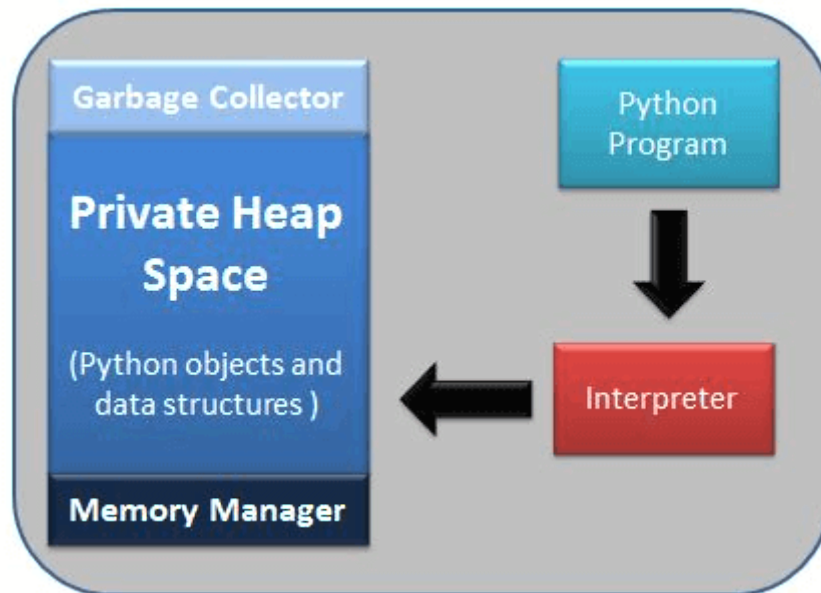 Garbage Collector
Private Heap
Space
(Python objects and
data structures )
Memory Manager
Python
Program
Interpreter